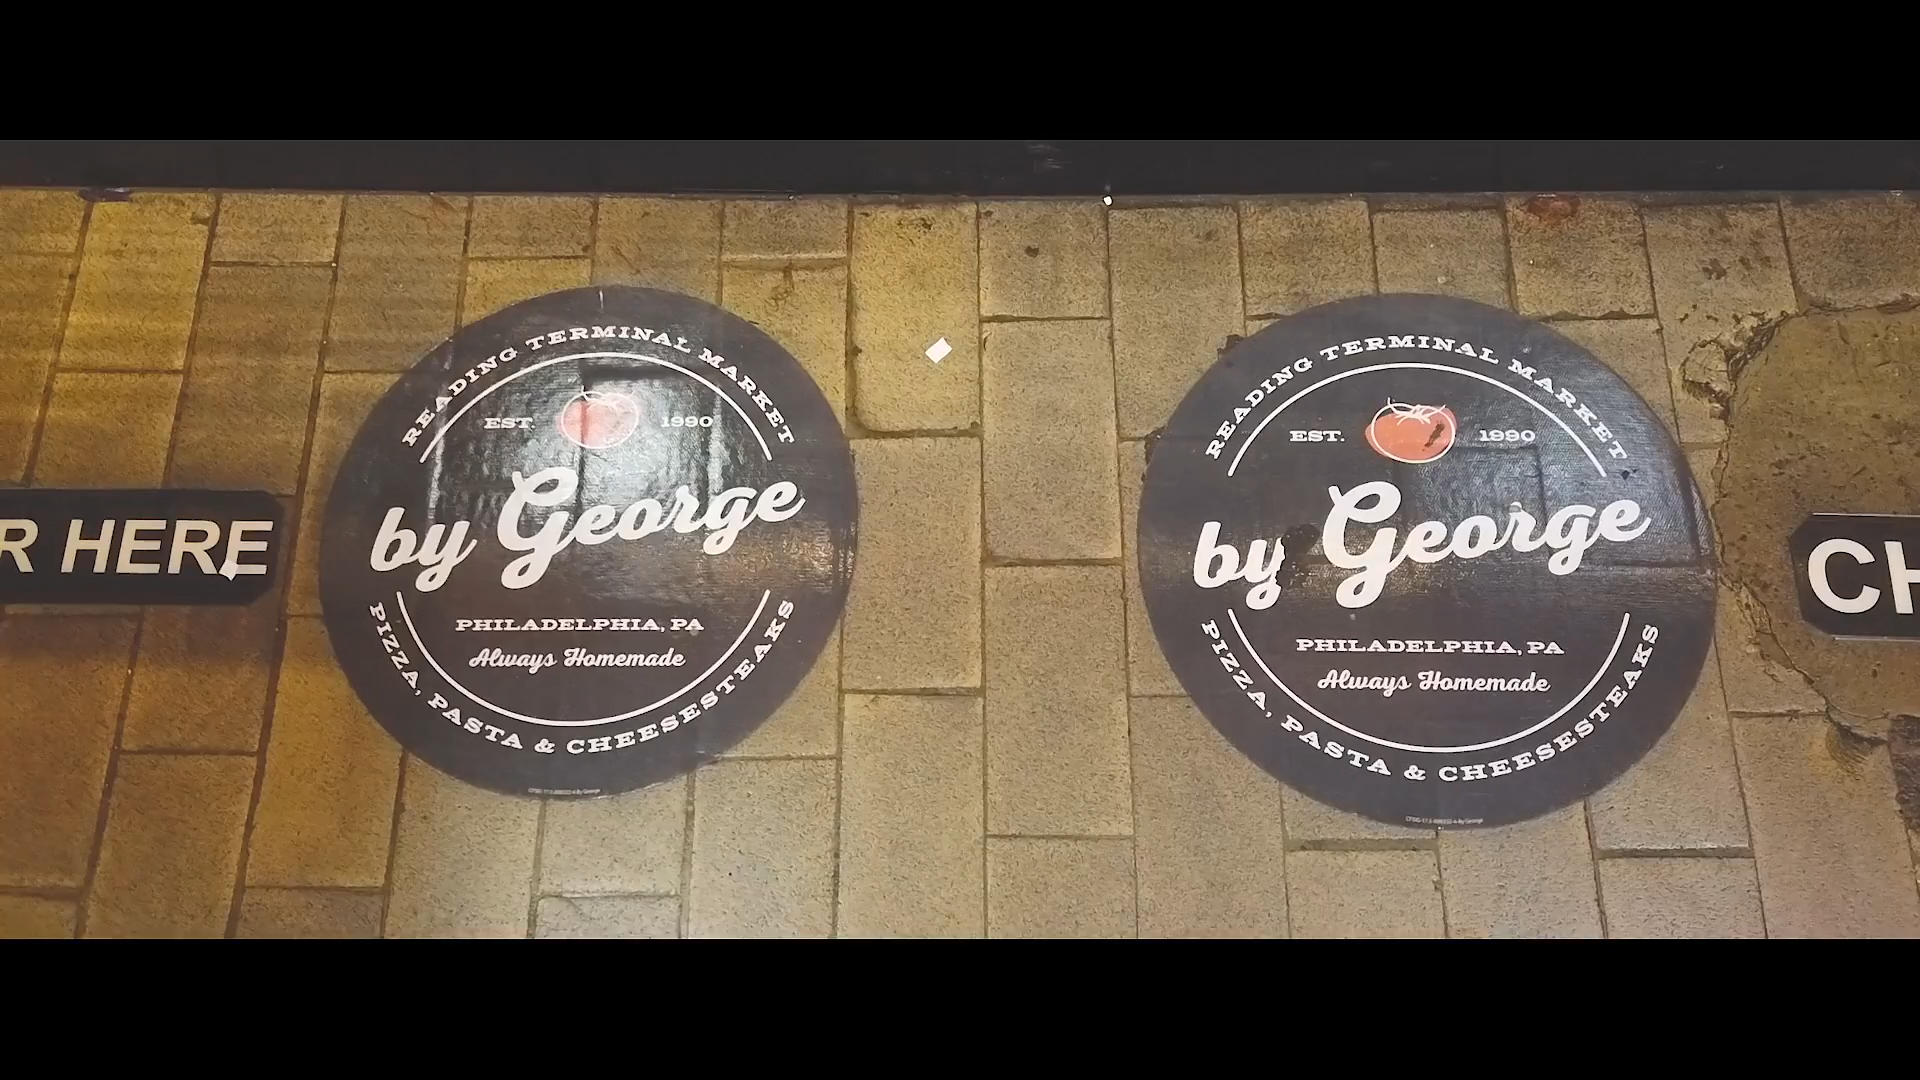 R HERE
READING TERMINAL MARKET
EST. 1990
by George
PHILADELPHIA, PA
Always Homemade
PIZZA, PASTA & CHEESESTEAKS
READING TERMINAL MARKET
EST. 1990
by George
PHILADELPHIA, PA
Always Homemade
PIZZA, PASTA & CHEESESTEAKS
CH